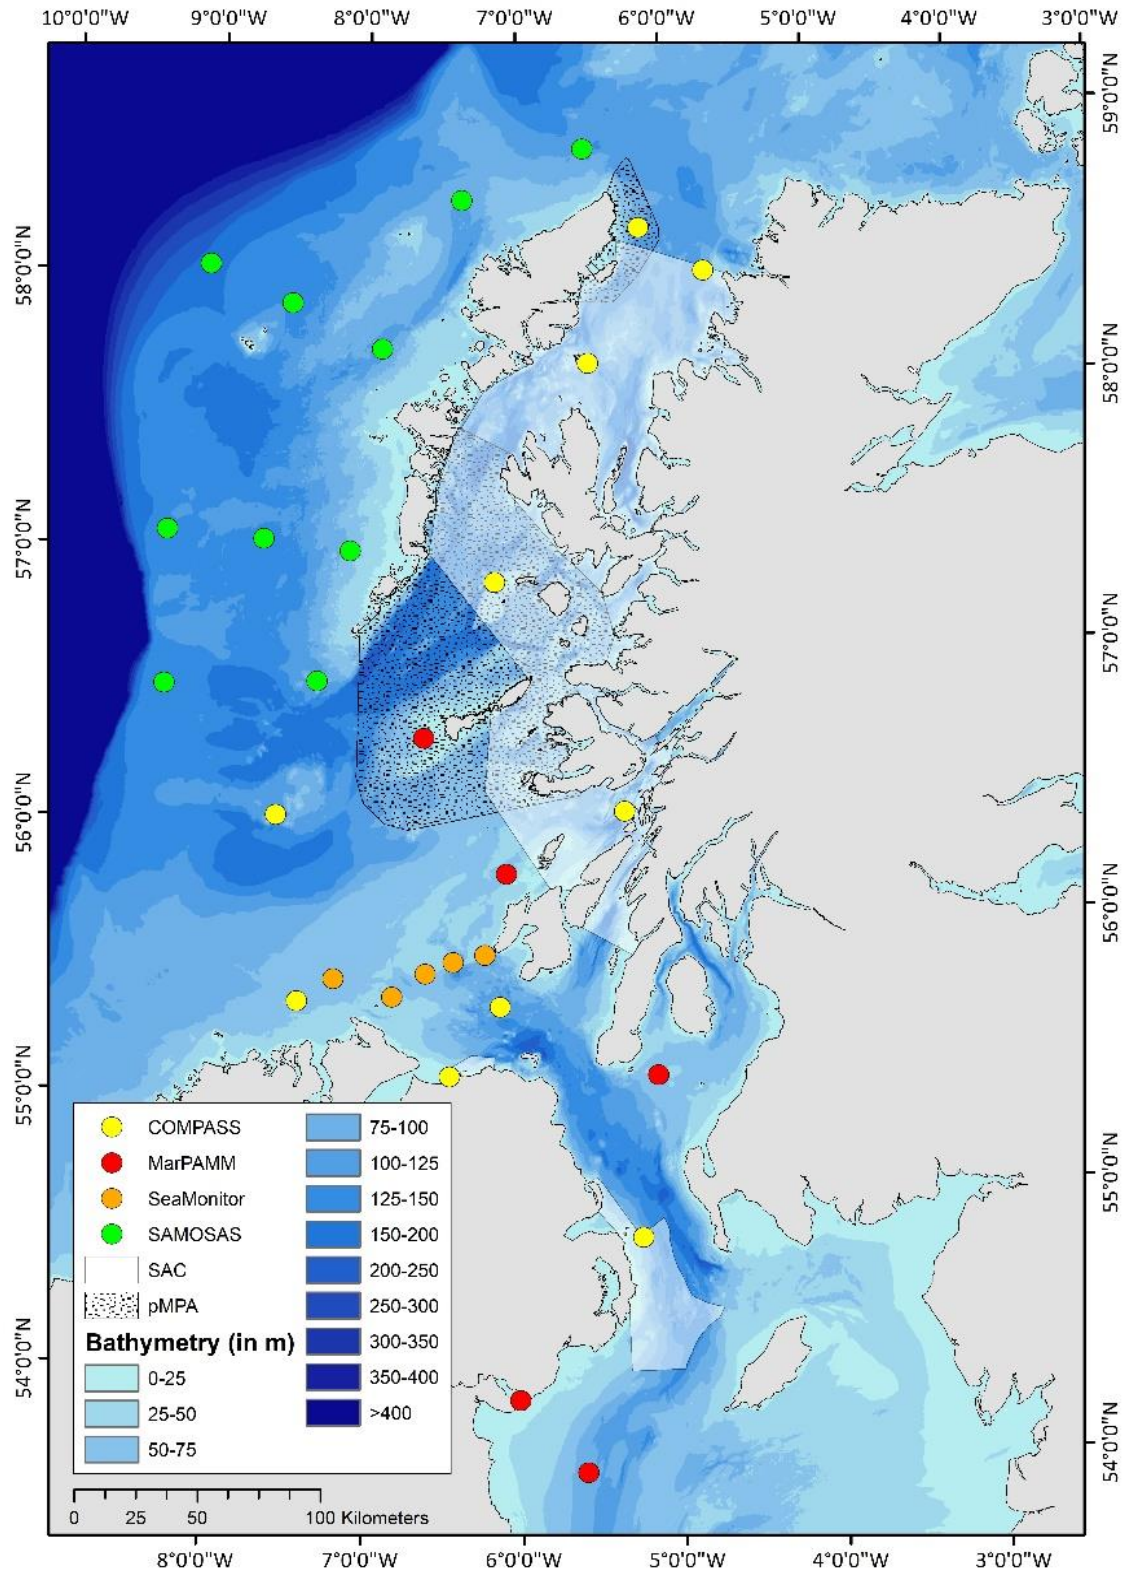 10°0'0"W 9°0'0"W 8°0'0"W 7°0'0"W 6°0'0"W 5°0'0"W 4°0'0"W 3°0'0"W
59°0'0"N
58°0'0"N
58°0'0"N
57°0'0"N
57°0'0"N
56°0'0"N
56°0'0"N
55°0'0"N
55°0'0"N
54°0'0"N
54°0'0"N
COMPASS
MarPAMM
SeaMonitor
SAMOSAS
SAC
pMPA
Bathymetry (in m)
0-25
25-50
50-75
75-100
100-125
125-150
150-200
200-250
250-300
300-350
350-400
>400
0 25 50 100 Kilometers
8°0'0"W 7°0'0"W 6°0'0"W 5°0'0"W 4°0'0"W 3°0'0"W